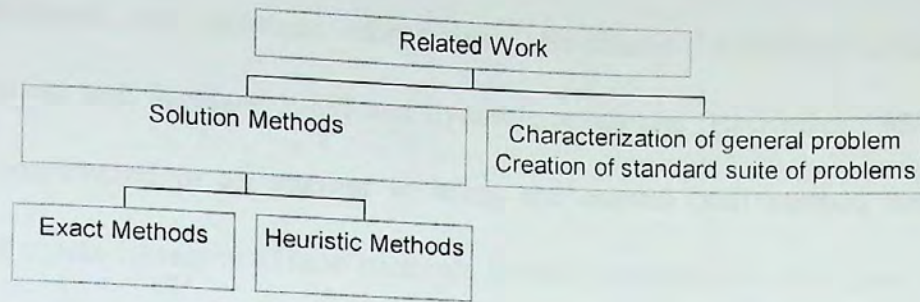 Related Work
Solution Methods
Characterization of general problem
Creation of standard suite of problems
Exact Methods
Heuristic Methods